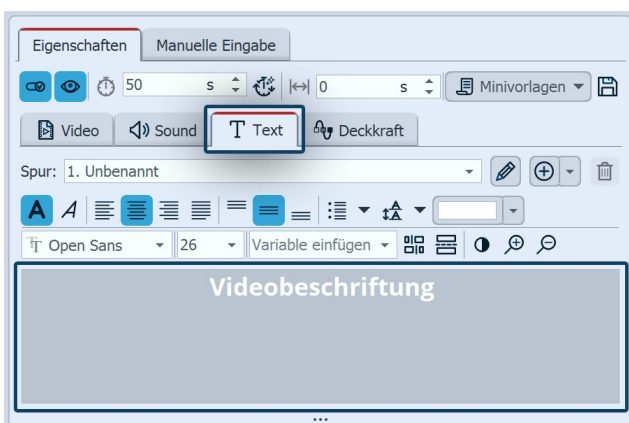 Eigenschaften Manuelle Eingabe
50 s 0 s Minivorlagen
Video Sound T Text Deckkraft
Spur: 1. Unbenannt
A A A
T Open Sans 26 Variable einfügen
Videobeschriftung
...